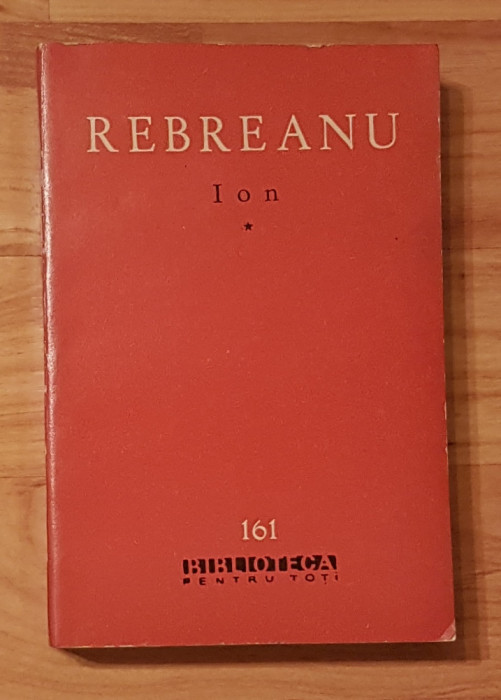 REBREANU
Ion
★
161
BIBLIOTECA
PENTRU TOȚI